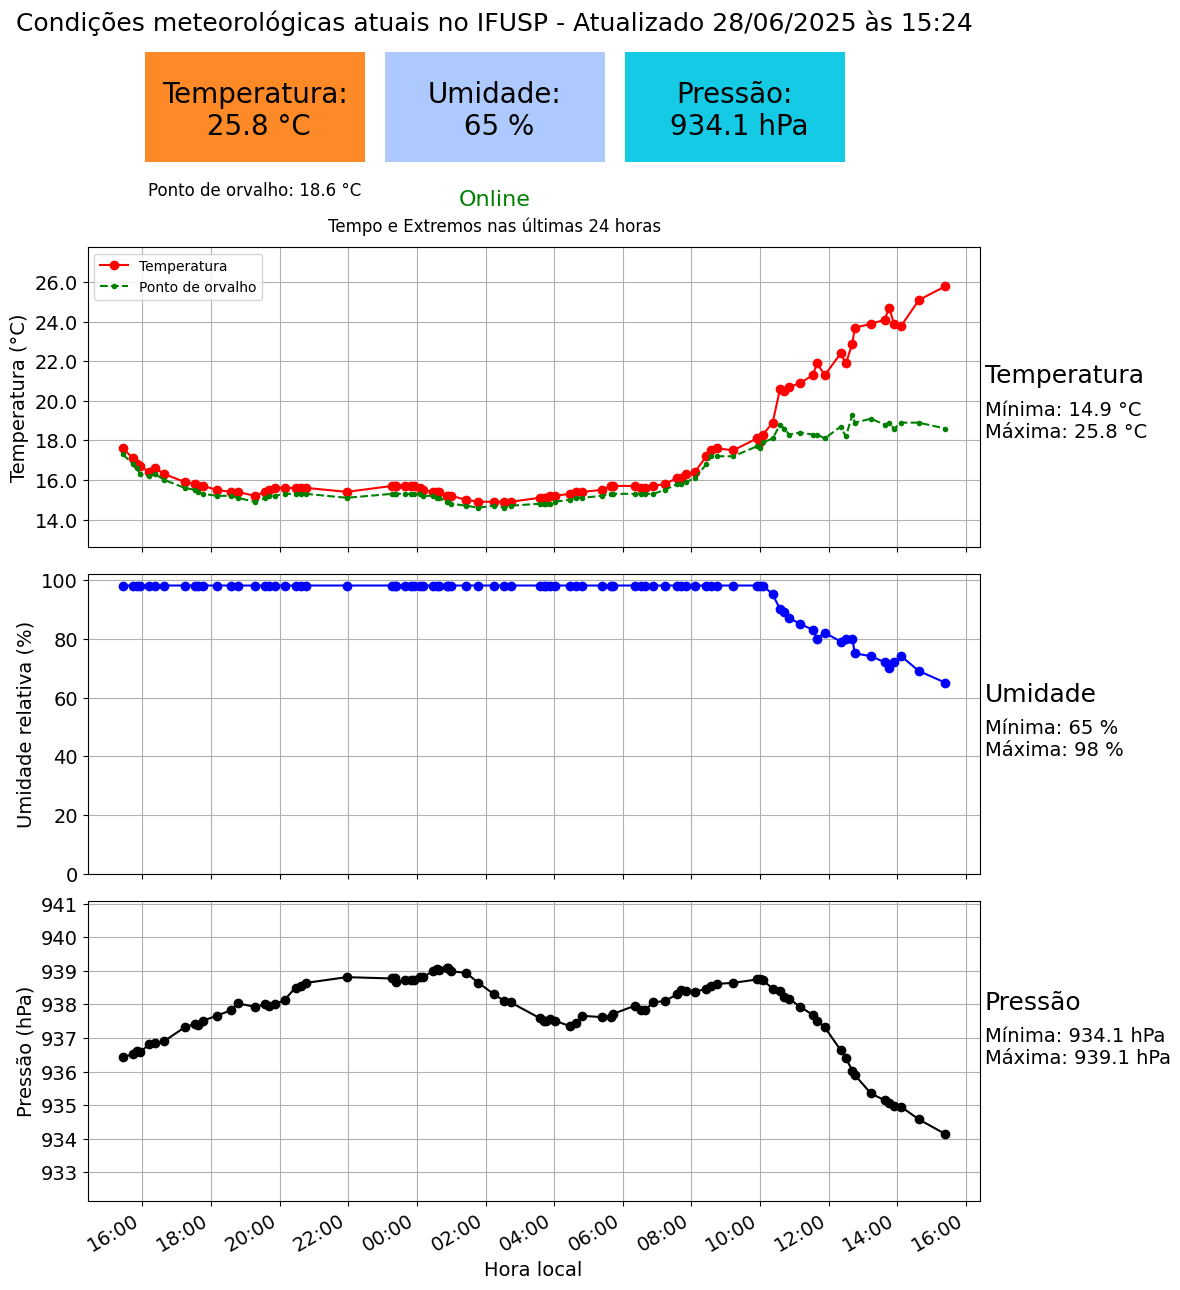 Condições meteorológicas atuais no IFUSP - Atualizado 28/06/2025 às 15:24
Temperatura:
25.8 °C
Umidade:
65 %
Pressão:
934.1 hPa
Ponto de orvalho: 18.6 °C
Online
Tempo e Extremos nas últimas 24 horas
Temperatura (°C)
26.0
24.0
22.0
20.0
18.0
16.0
14.0
Temperatura
Ponto de orvalho
Temperatura
Mínima: 14.9 °C
Máxima: 25.8 °C
Umidade relativa (%)
100
80
60
40
20
0
Umidade
Mínima: 65 %
Máxima: 98 %
Pressão (hPa)
941
940
939
938
937
936
935
934
933
Pressão
Mínima: 934.1 hPa
Máxima: 939.1 hPa
16:00 18:00 20:00 22:00 00:00 02:00 04:00 06:00 08:00 10:00 12:00 14:00 16:00
Hora local